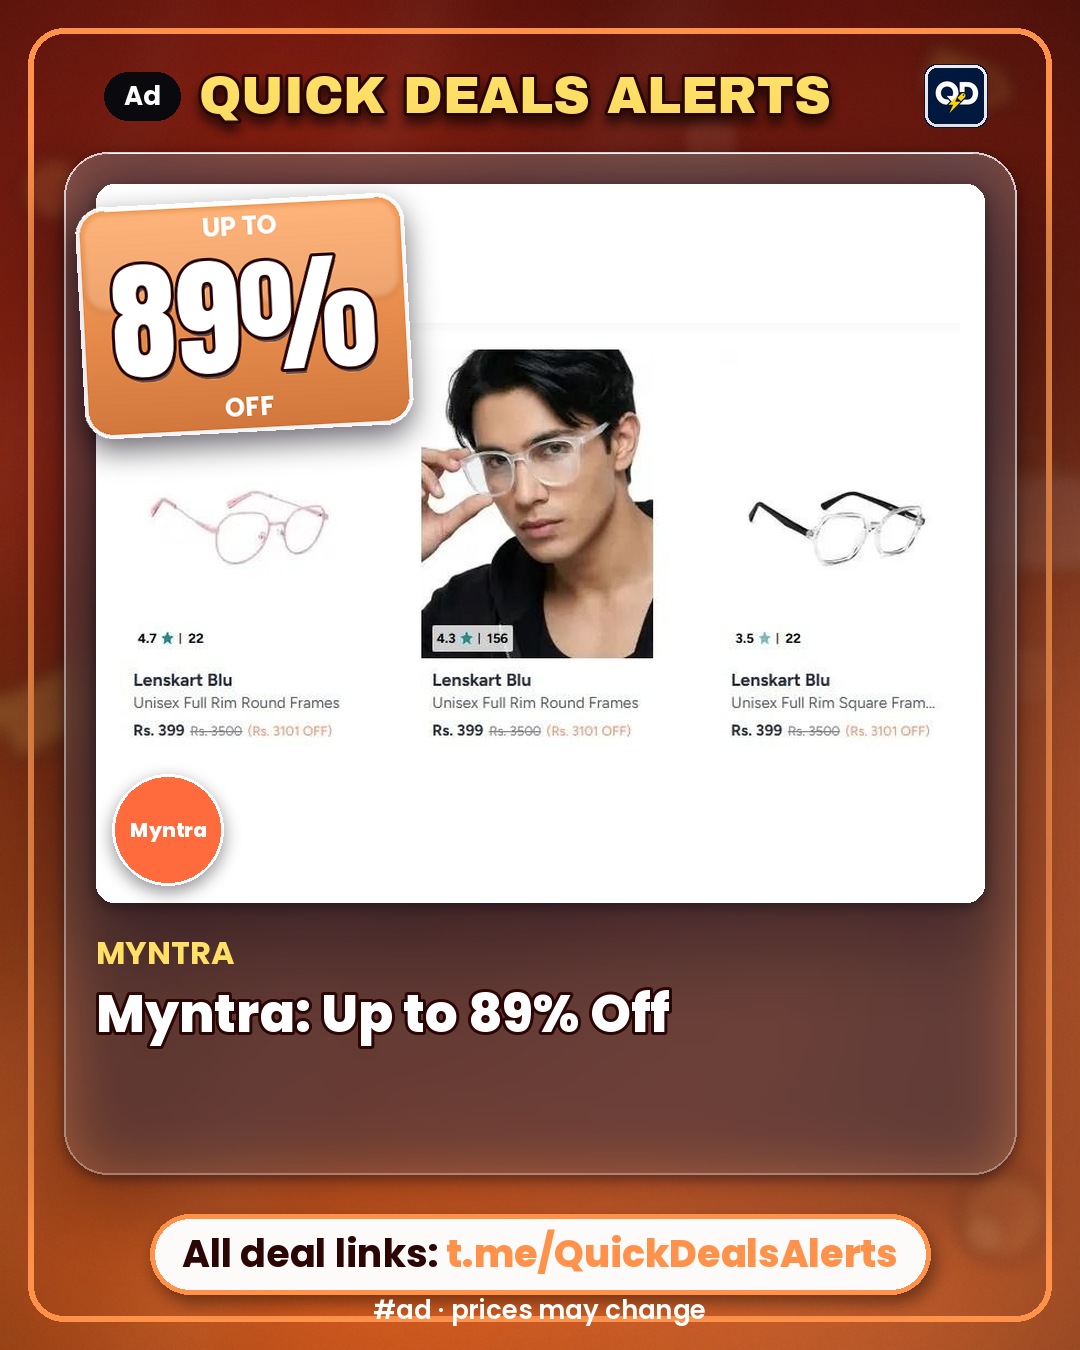 Ad
QUICK DEALS ALERTS
QD
UP TO
89%
OFF
4.7 ★ | 22
4.3 ★ | 156
3.5 ★ | 22
Lenskart Blu
Unisex Full Rim Round Frames
Rs. 399 Rs. 3500 (Rs. 3101 OFF)
Lenskart Blu
Unisex Full Rim Round Frames
Rs. 399 Rs. 3500 (Rs. 3101 OFF)
Lenskart Blu
Unisex Full Rim Square Fram...
Rs. 399 Rs. 3500 (Rs. 3101 OFF)
Myntra
MYNTRA
Myntra: Up to 89% Off
All deal links: t.me/QuickDealsAlerts
#ad · prices may change